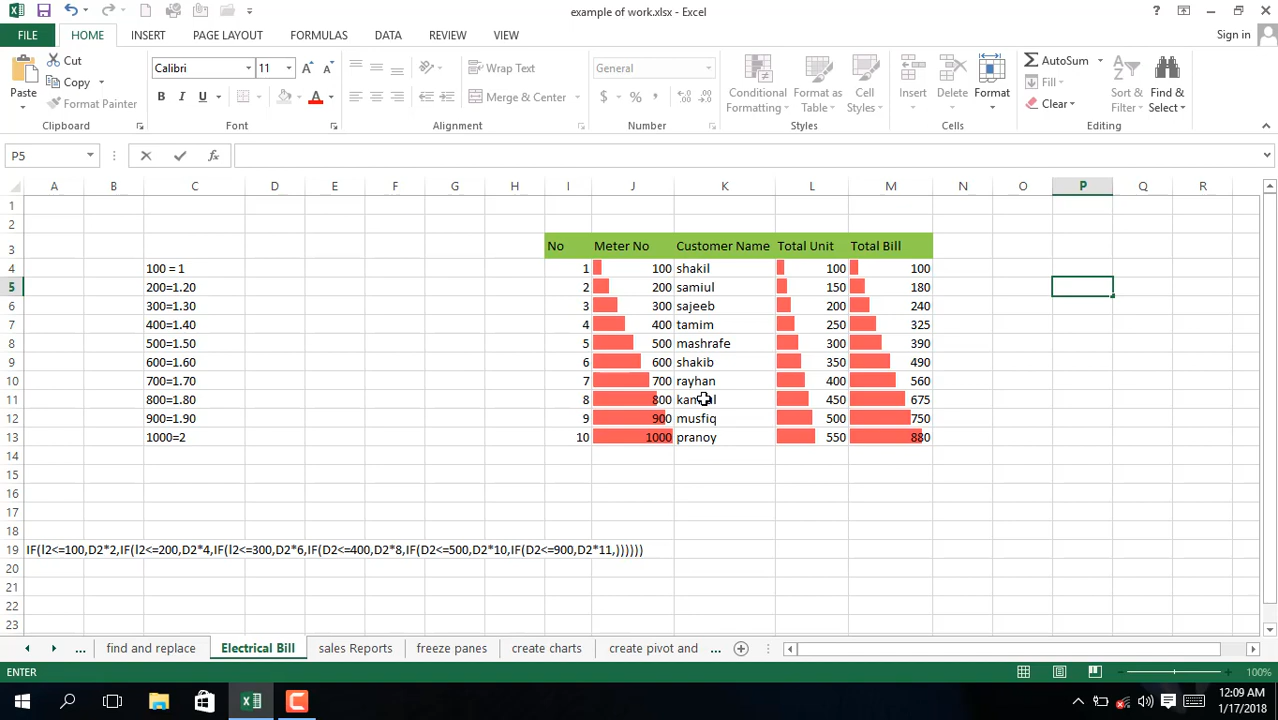 example of work.xlsx - Excel
?
FILE HOME INSERT PAGE LAYOUT FORMULAS DATA REVIEW VIEW Sign in
Paste Cut Copy Format Painter
Calibri 11
B I U A
Wrap Text
Merge & Center
General
$ % ,
Conditional Formatting Format as Table Cell Styles
Insert Delete Format
AutoSum Fill Clear
Sort & Filter Find & Select
Clipboard Font Alignment Number Styles Cells Editing
P5 fx
A B C D E F G H I J K L M N O P Q R
1
2
3 No Meter No Customer Name Total Unit Total Bill
4 100 = 1 1 100 shakil 100 100
5 200=1.20 2 200 samiul 150 180
6 300=1.30 3 300 sajeeb 200 240
7 400=1.40 4 400 tamim 250 325
8 500=1.50 5 500 mashrafe 300 390
9 600=1.60 6 600 shakib 350 490
10 700=1.70 7 700 rayhan 400 560
11 800=1.80 8 800 450 675
12 900=1.90 9 900 musfiq 500 750
13 1000=2 10 1000 pranoy 550 880
14
15
16
17
18
19 IF(l2<=100,D2*2,IF(l2<=200,D2*4,IF(l2<=300,D2*6,IF(D2<=400,D2*8,IF(D2<=500,D2*10,IF(D2<=900,D2*11,))))))
20
21
22
23
... find and replace Electrical Bill sales Reports freeze panes create charts create pivot and ...
ENTER 100%
12:09 AM
1/17/2018